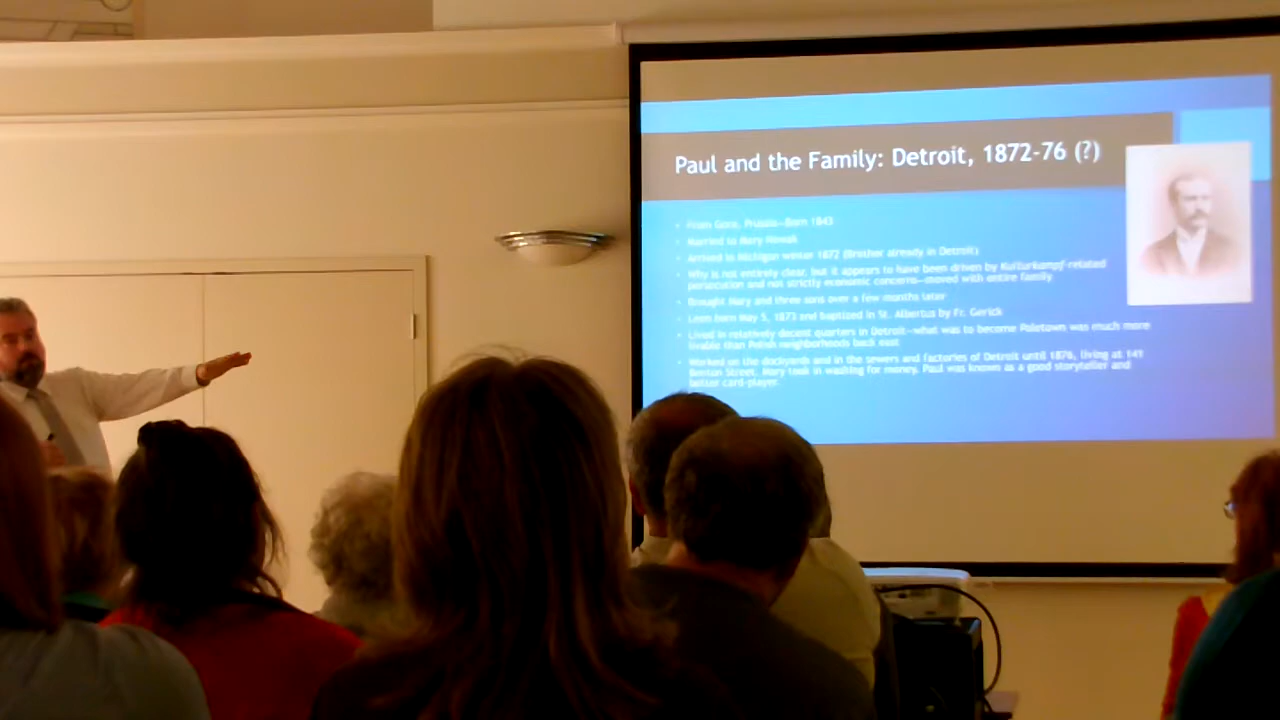 Paul and the Family: Detroit, 1872-76 (?)
From Gora, Prussia—Born 1843
Married to Mary Nowak
Arrived in Michigan winter 1872 (Brother already in Detroit)
Why is not entirely clear, but it appears to have been driven by Kulturkampf-related
persecution and not strictly economic concerns—moved with entire family
Brought Mary and three sons over a few months later
Leon born May 5, 1873 and baptized in St. Albertus by Fr. Gerick
Lived in relatively decent quarters in Detroit—what was to become Poletown was much more
livable than Polish neighborhoods back east
Worked on the dockyards and in the sewers and factories of Detroit until 1876, living at 141
Benton Street. Mary took in washing for money. Paul was known as a good storyteller and
better card-player.